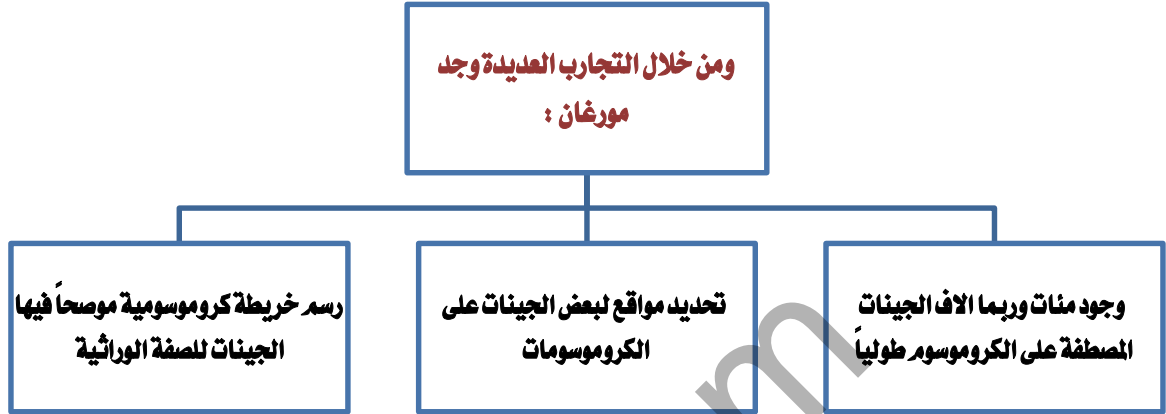 ومن خلال التجارب العديدة وجد
مورغان :
وجود مئات وربما الاف الجينات
المصطفة على الكروموسوم طولياً
تحديد مواقع لبعض الجينات على
الكروموسومات
رسم خريطة كروموسومية موصحاً فيها
الجينات للصفة الوراثية
m